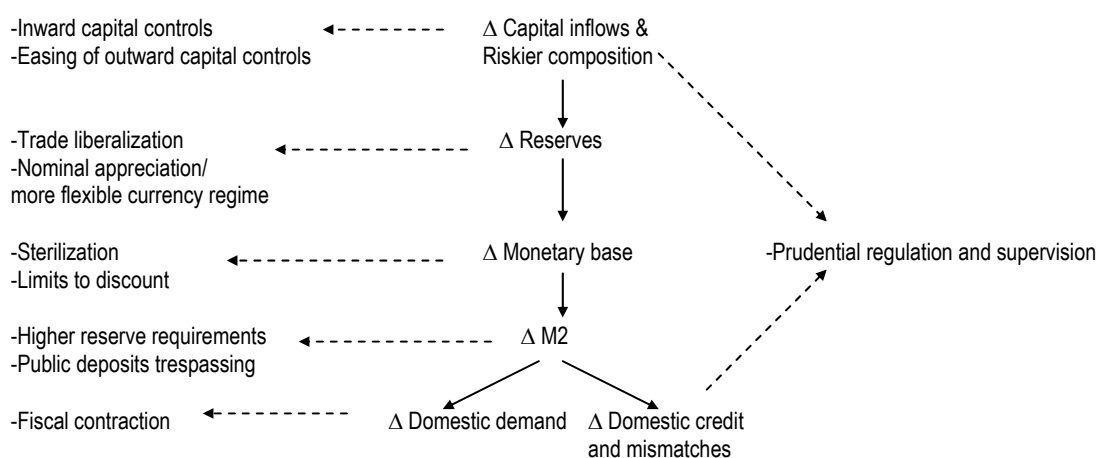 -Inward capital controls
-Easing of outward capital controls
∆ Capital inflows &
Riskier composition
-Trade liberalization
-Nominal appreciation/
more flexible currency regime
∆ Reserves
-Sterilization
-Limits to discount
∆ Monetary base
-Prudential regulation and supervision
-Higher reserve requirements
-Public deposits trespassing
∆ M2
-Fiscal contraction
∆ Domestic demand
∆ Domestic credit
and mismatches